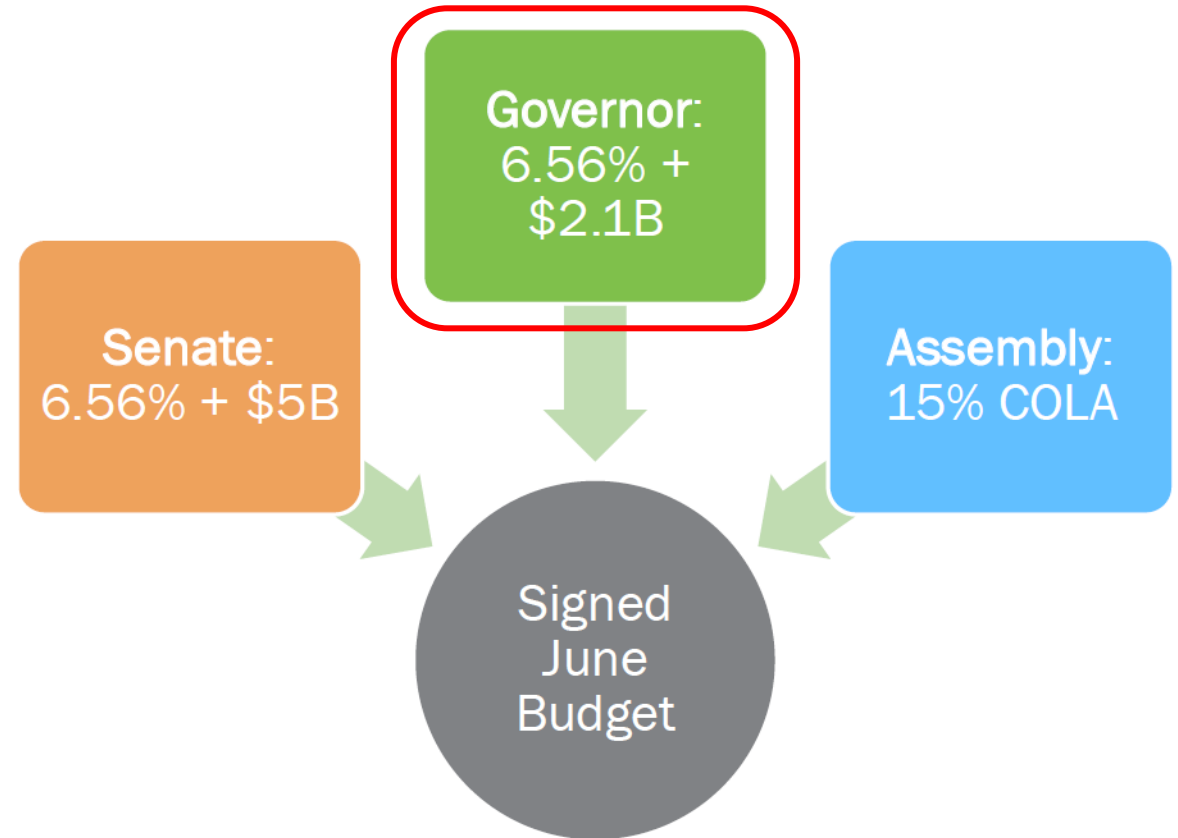 Governor:
6.56% +
$2.1B
Senate:
6.56% + $5B
Assembly:
15% COLA
Signed
June
Budget